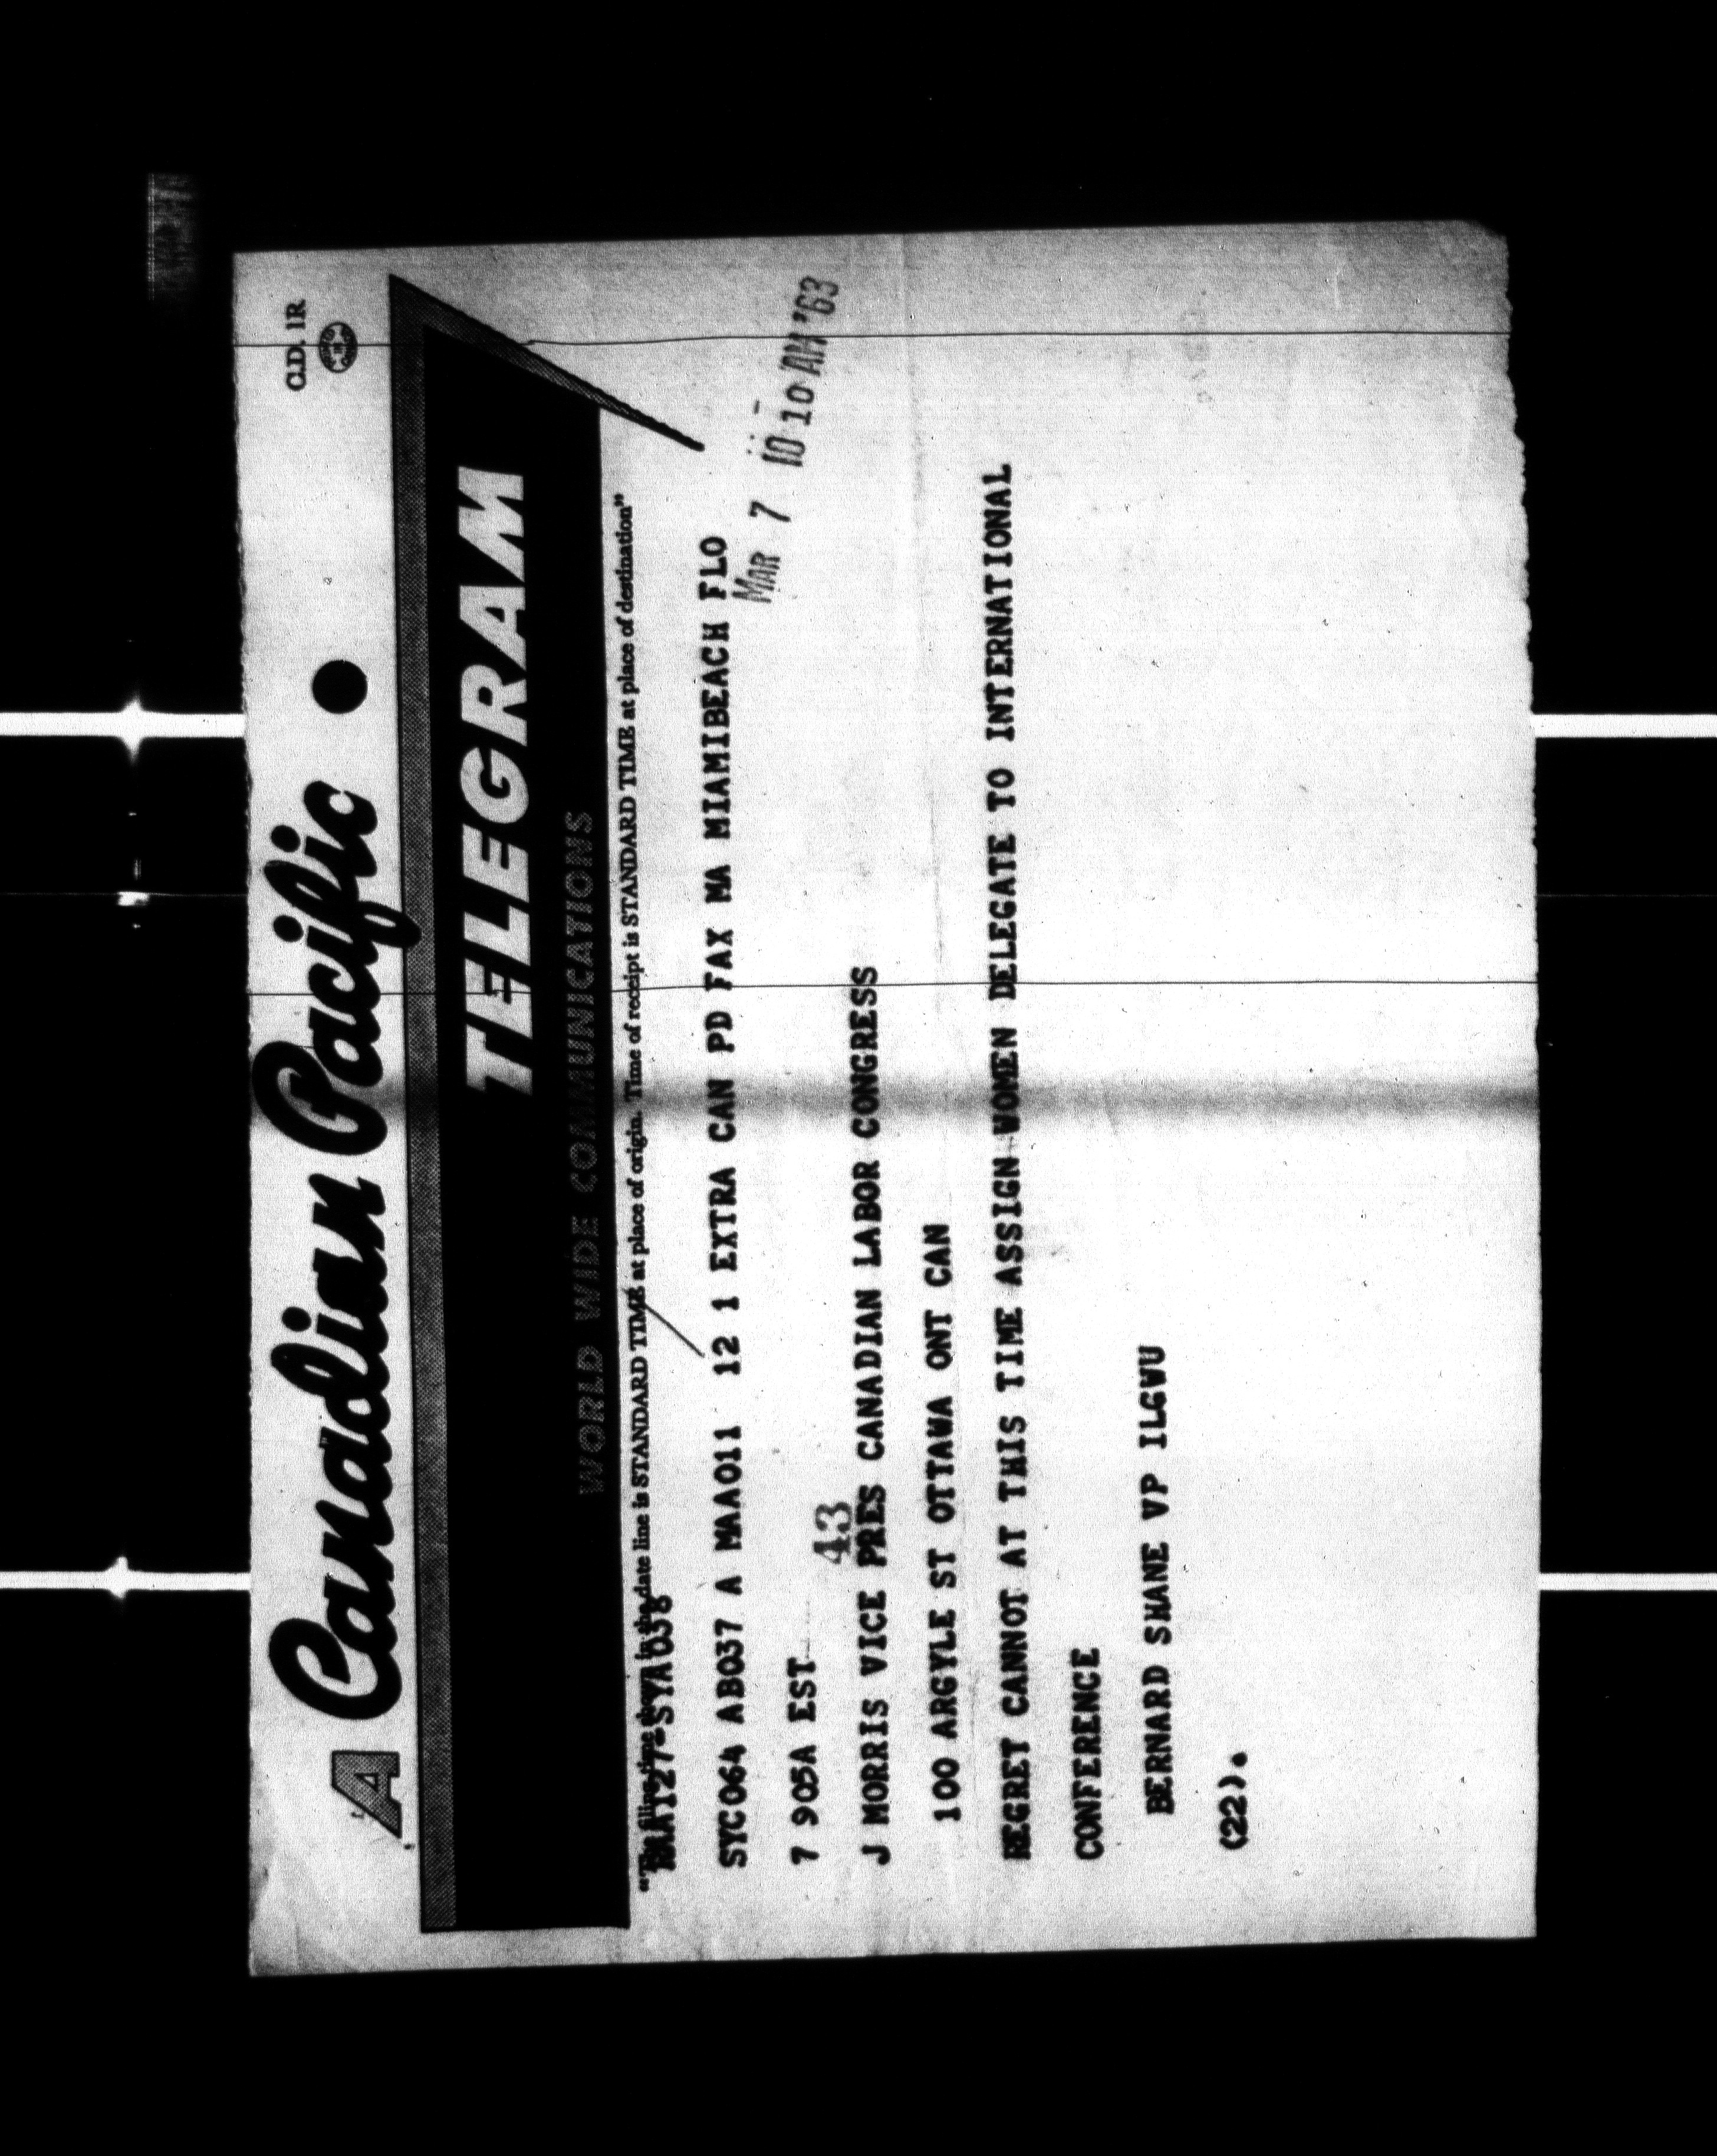 C.D. 1R
A Canadian Pacific
TELEGRAM
WORLD WIDE COMMUNICATIONS
"The filing time shown in the date line is STANDARD TIME at place of origin. Time of receipt is STANDARD TIME at place of destination"
SYA038
SYC064 AB037 A MAA011 12 1 EXTRA CAN PD FAX MA MIAMIBEACH FLO
7 905A EST
MAR 7 10 10 AM '63
43
J MORRIS VICE PRES CANADIAN LABOR CONGRESS
100 ARGYLE ST OTTAWA ONT CAN
REGRET CANNOT AT THIS TIME ASSIGN WOMEN DELEGATE TO INTERNATIONAL
CONFERENCE
BERNARD SHANE VP ILGWU
(22).